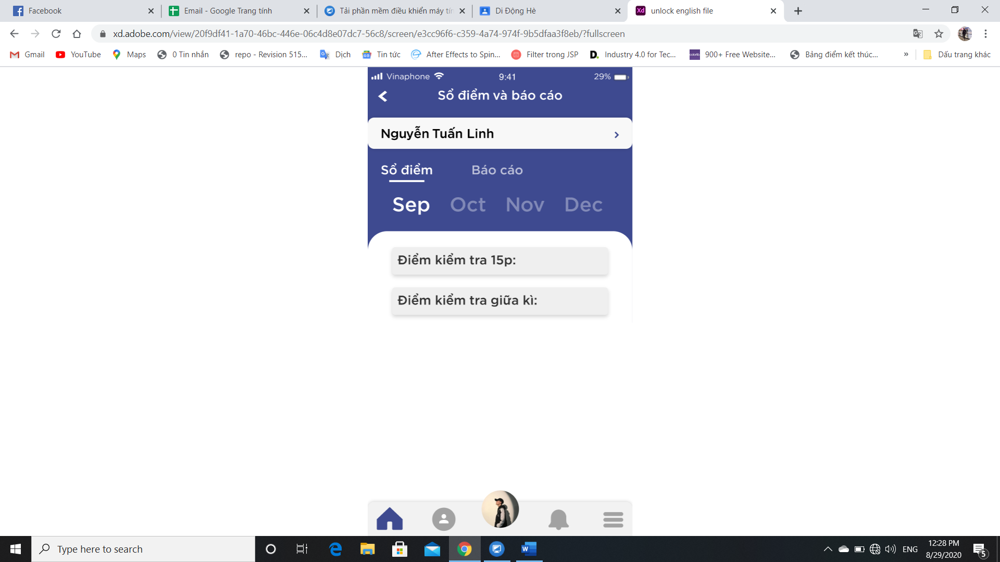 Facebook
Email - Google Trang tính
Tải phần mềm điều khiển máy tín
Di Động Hè
Xd unlock english file
xd.adobe.com/view/20f9df41-1a70-46bc-446e-06c4d8e07dc7-56c8/screen/e3cc96f6-c359-4a74-974f-9b5dfaa3f8eb/?fullscreen
Gmail YouTube Maps 0 Tin nhắn repo - Revision 515... Dịch Tin tức After Effects to Spin... Filter trong JSP D. Industry 4.0 for Tec... 900+ Free Website... Bảng điểm kết thúc... » Dấu trang khác
Vinaphone 9:41 29%
Sổ điểm và báo cáo
Nguyễn Tuấn Linh
Sổ điểm Báo cáo
Sep Oct Nov Dec
Điểm kiểm tra 15p:
Điểm kiểm tra giữa kì:
Type here to search
ENG
12:28 PM
8/29/2020
5